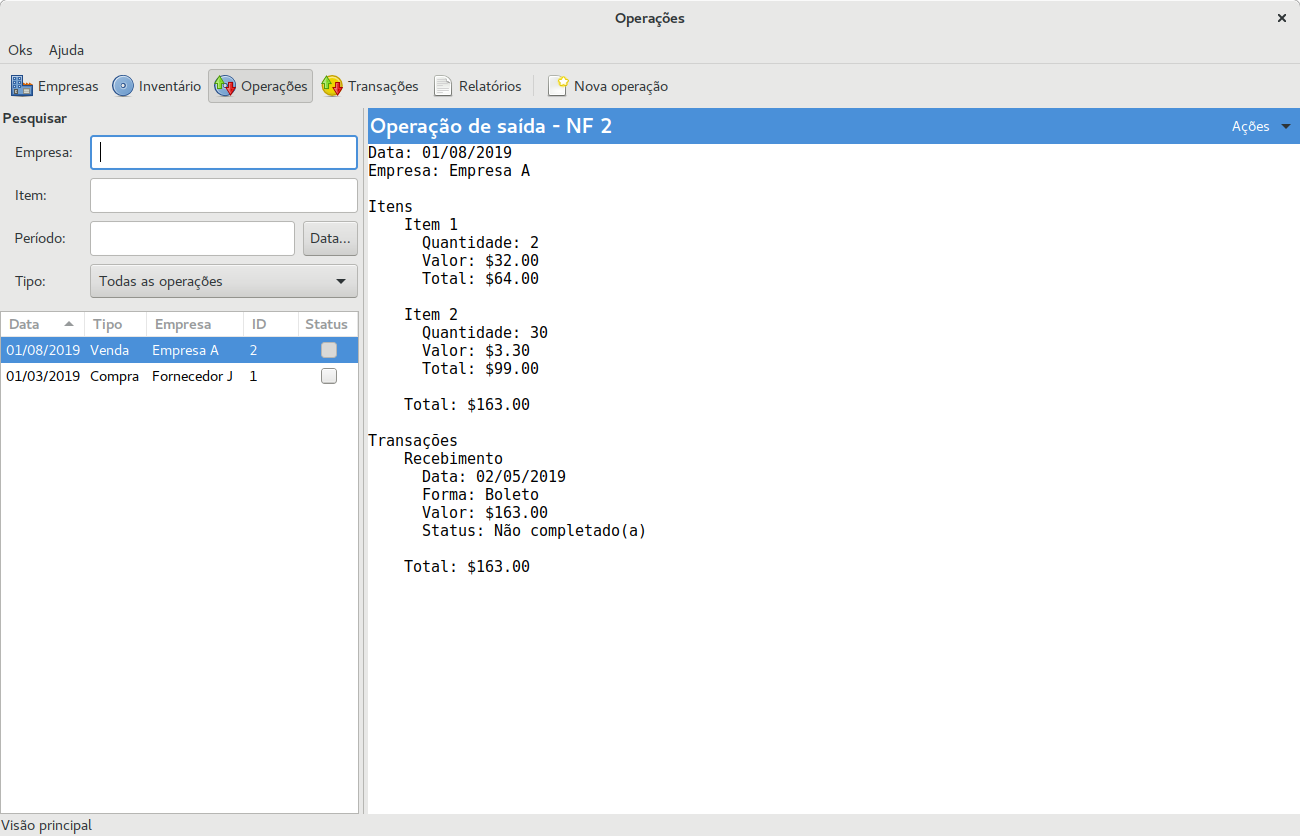 Operações
Oks Ajuda
Empresas Inventário Operações Transações Relatórios Nova operação
Pesquisar
Empresa:
Item:
Período: Data...
Tipo: Todas as operações
Data Tipo Empresa ID Status
01/08/2019 Venda Empresa A 2
01/03/2019 Compra Fornecedor J 1
Operação de saída - NF 2 Ações
Data: 01/08/2019
Empresa: Empresa A
Itens
Item 1
Quantidade: 2
Valor: $32.00
Total: $64.00
Item 2
Quantidade: 30
Valor: $3.30
Total: $99.00
Total: $163.00
Transações
Recebimento
Data: 02/05/2019
Forma: Boleto
Valor: $163.00
Status: Não completado(a)
Total: $163.00
Visão principal